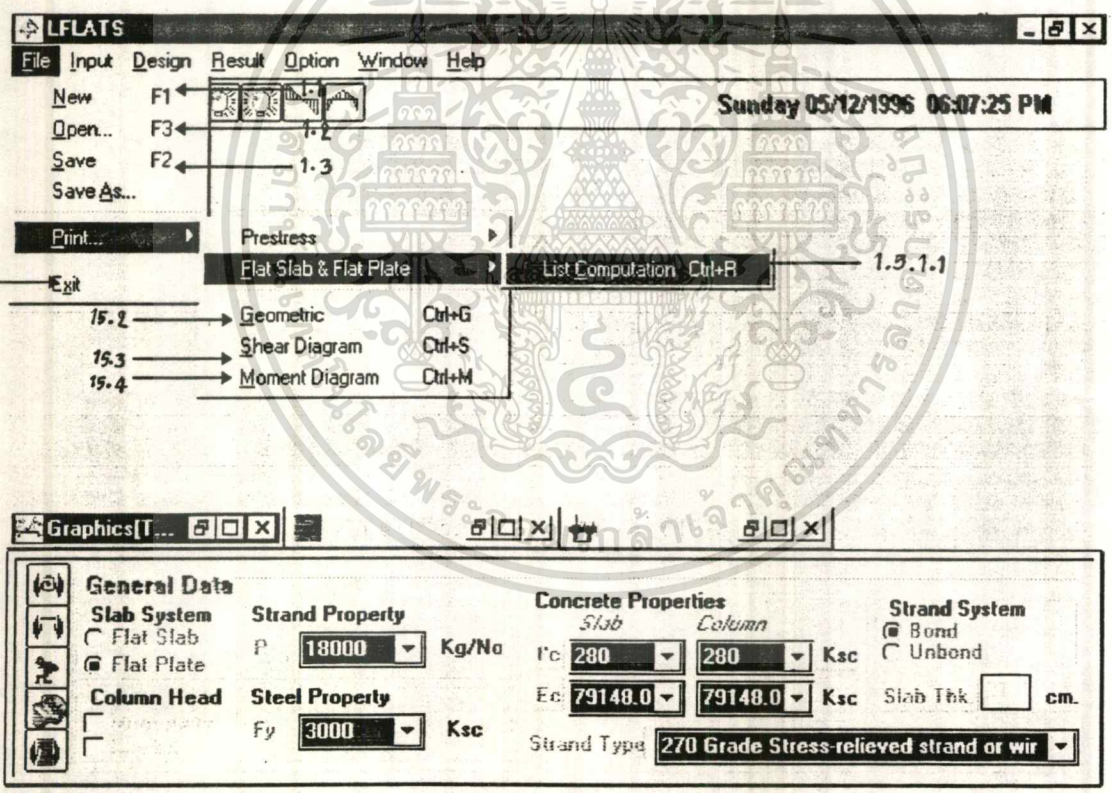 LFLATS
File Input Design Result Option Window Help
New F1 1.1
Open... F3 1.2
Save F2 1.3
Save As...
Sunday 05/12/1996 06:07:25 PM
Print... Prestress
Flat Slab & Flat Plate List Computation Ctrl+R 1.5.1.1
Exit
15.2 Geometric Ctrl+G
15.3 Shear Diagram Ctrl+S
15.4 Moment Diagram Ctrl+M
Graphics[T...
General Data
Slab System Strand Property Concrete Properties Strand System
Flat Slab P 18000 Kg/No Slab Column Bond
Flat Plate f'c 280 280 Ksc Unbond
Column Head Steel Property Ec 79148.0 79148.0 Ksc Slab Thk cm.
Fy 3000 Ksc
Strand Type 270 Grade Stress-relieved strand or wir